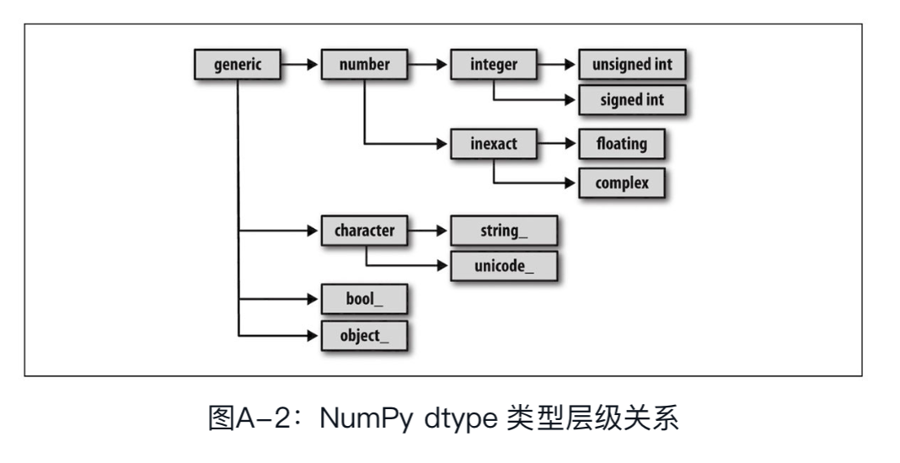 generic number integer unsigned int
signed int
inexact floating
complex
character string_
unicode_
bool_
object_
图A-2：NumPy dtype 类型层级关系